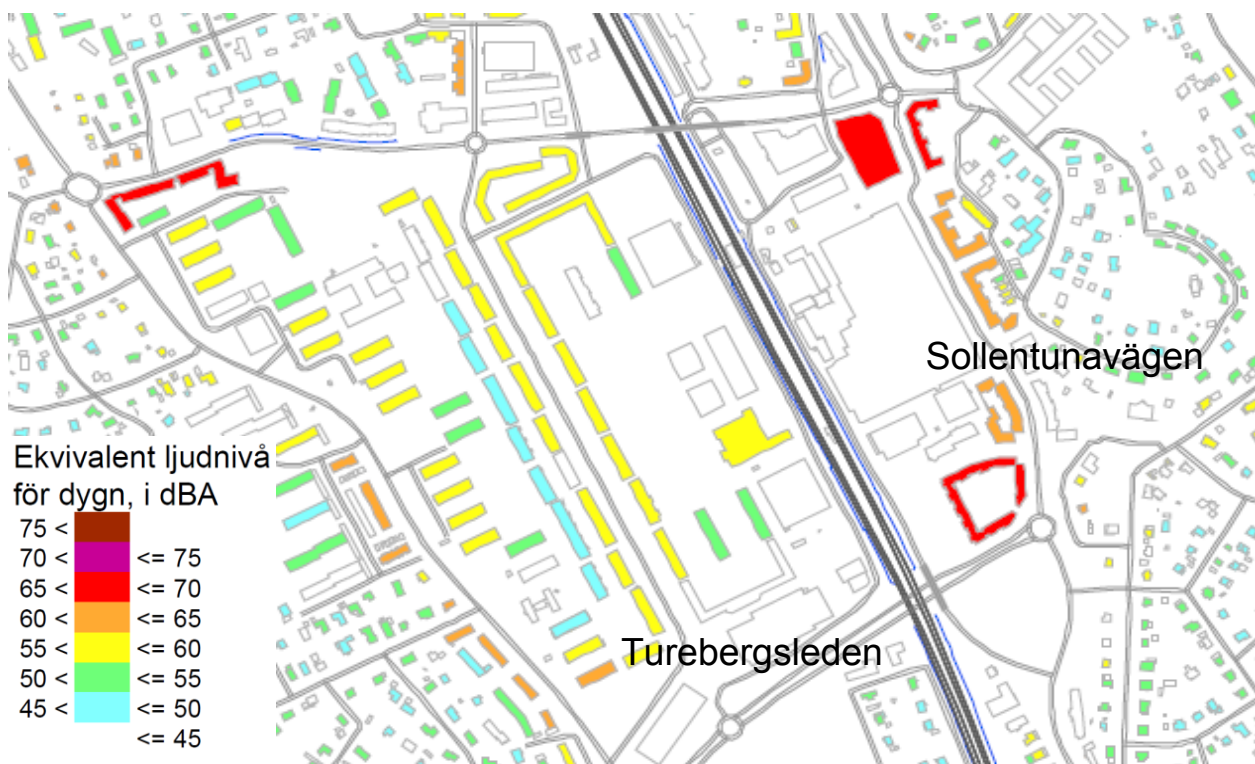 Sollentunavägen
Ekvivalent ljudnivå
för dygn, i dBA
75 <
70 < <= 75
65 < <= 70
60 < <= 65
55 < <= 60
50 < <= 55
45 < <= 50
<= 45
Turebergsleden